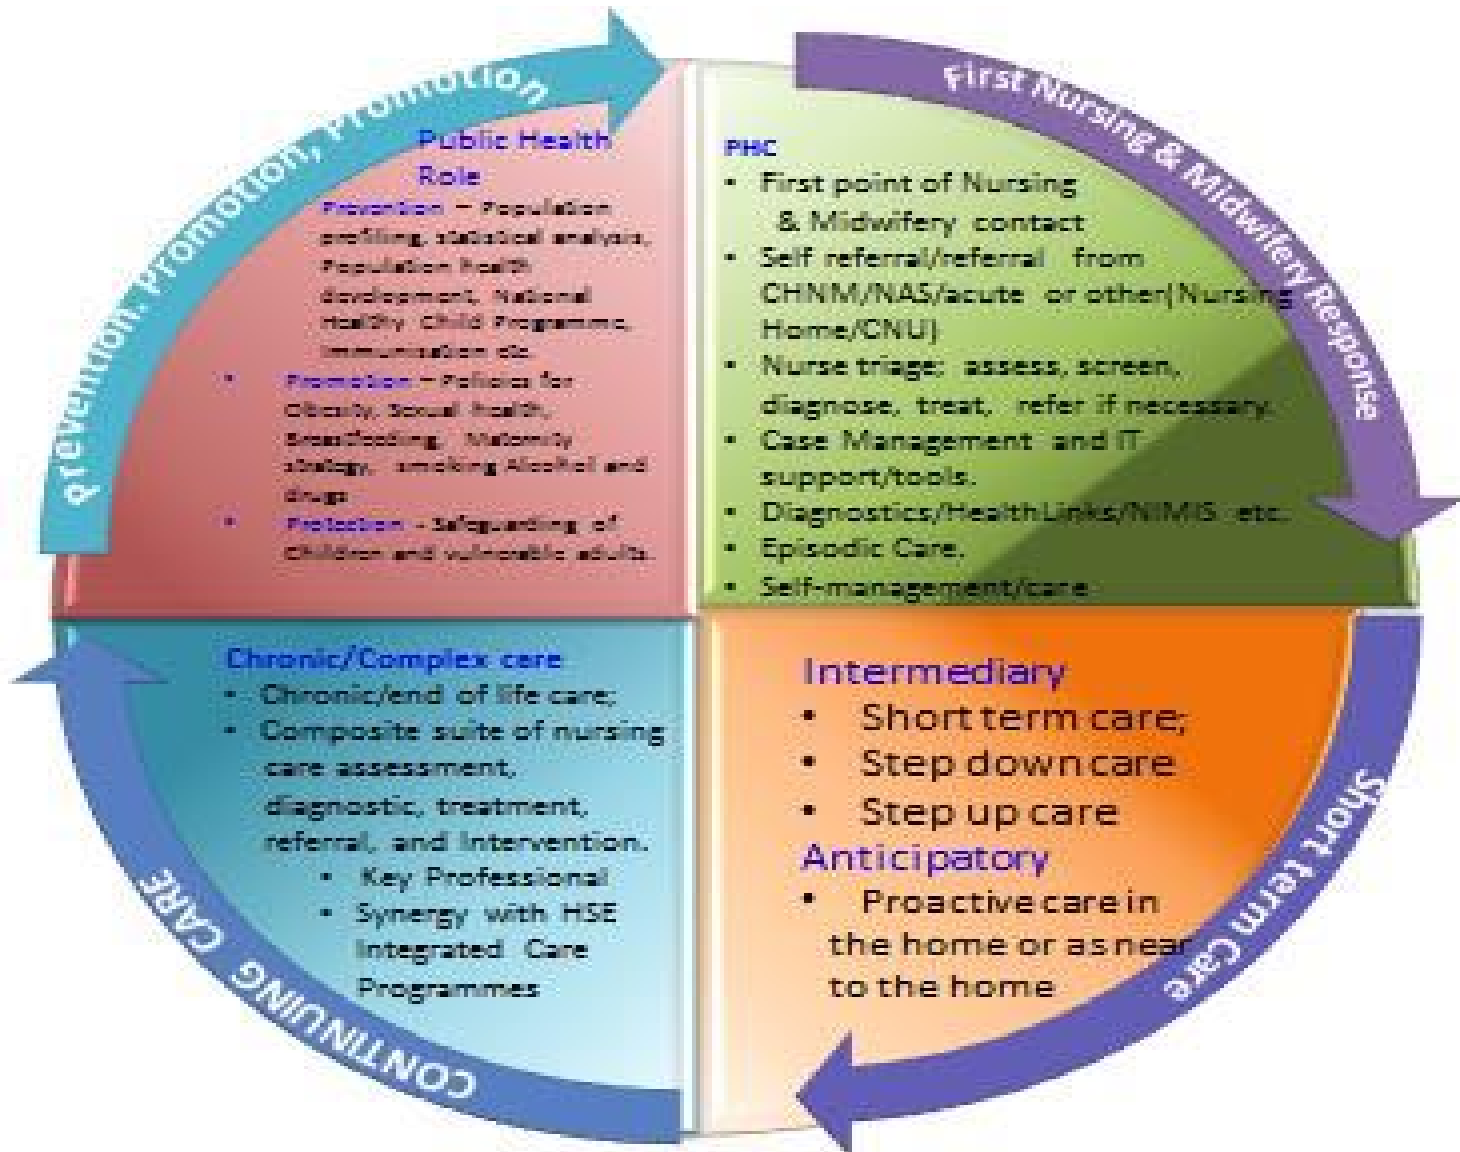 prevention. Promotion, Promotion
Public Health
Role
Prevention – Population
profiling, statistical analysis,
Population health
development, National
Healthy Child Programme,
Immunisation etc.
• Promotion – Policies for
Obesity, Sexual health,
Breastfeeding, Maternity
strategy, smoking Alcohol and
drugs
• Protection - Safeguarding of
Children and vulnerable adults.
First Nursing & Midwifery Response
PHC
• First point of Nursing
& Midwifery contact
• Self referral/referral from
CHNM/NAS/acute or other(Nursing
Home/CNU)
• Nurse triage; assess, screen,
diagnose, treat, refer if necessary.
• Case Management and IT
support/tools.
• Diagnostics/HealthLinks/NIMIS etc.
• Episodic Care.
• Self-management/care
Chronic/Complex care
• Chronic/end of life care;
• Composite suite of nursing
care assessment,
diagnostic, treatment,
referral, and Intervention.
• Key Professional
• Synergy with HSE
Integrated Care
Programmes
CONTINUING CARE
Intermediary
• Short term care;
• Step down care
• Step up care
Anticipatory
• Proactive care in
the home or as near
to the home
Short term Care